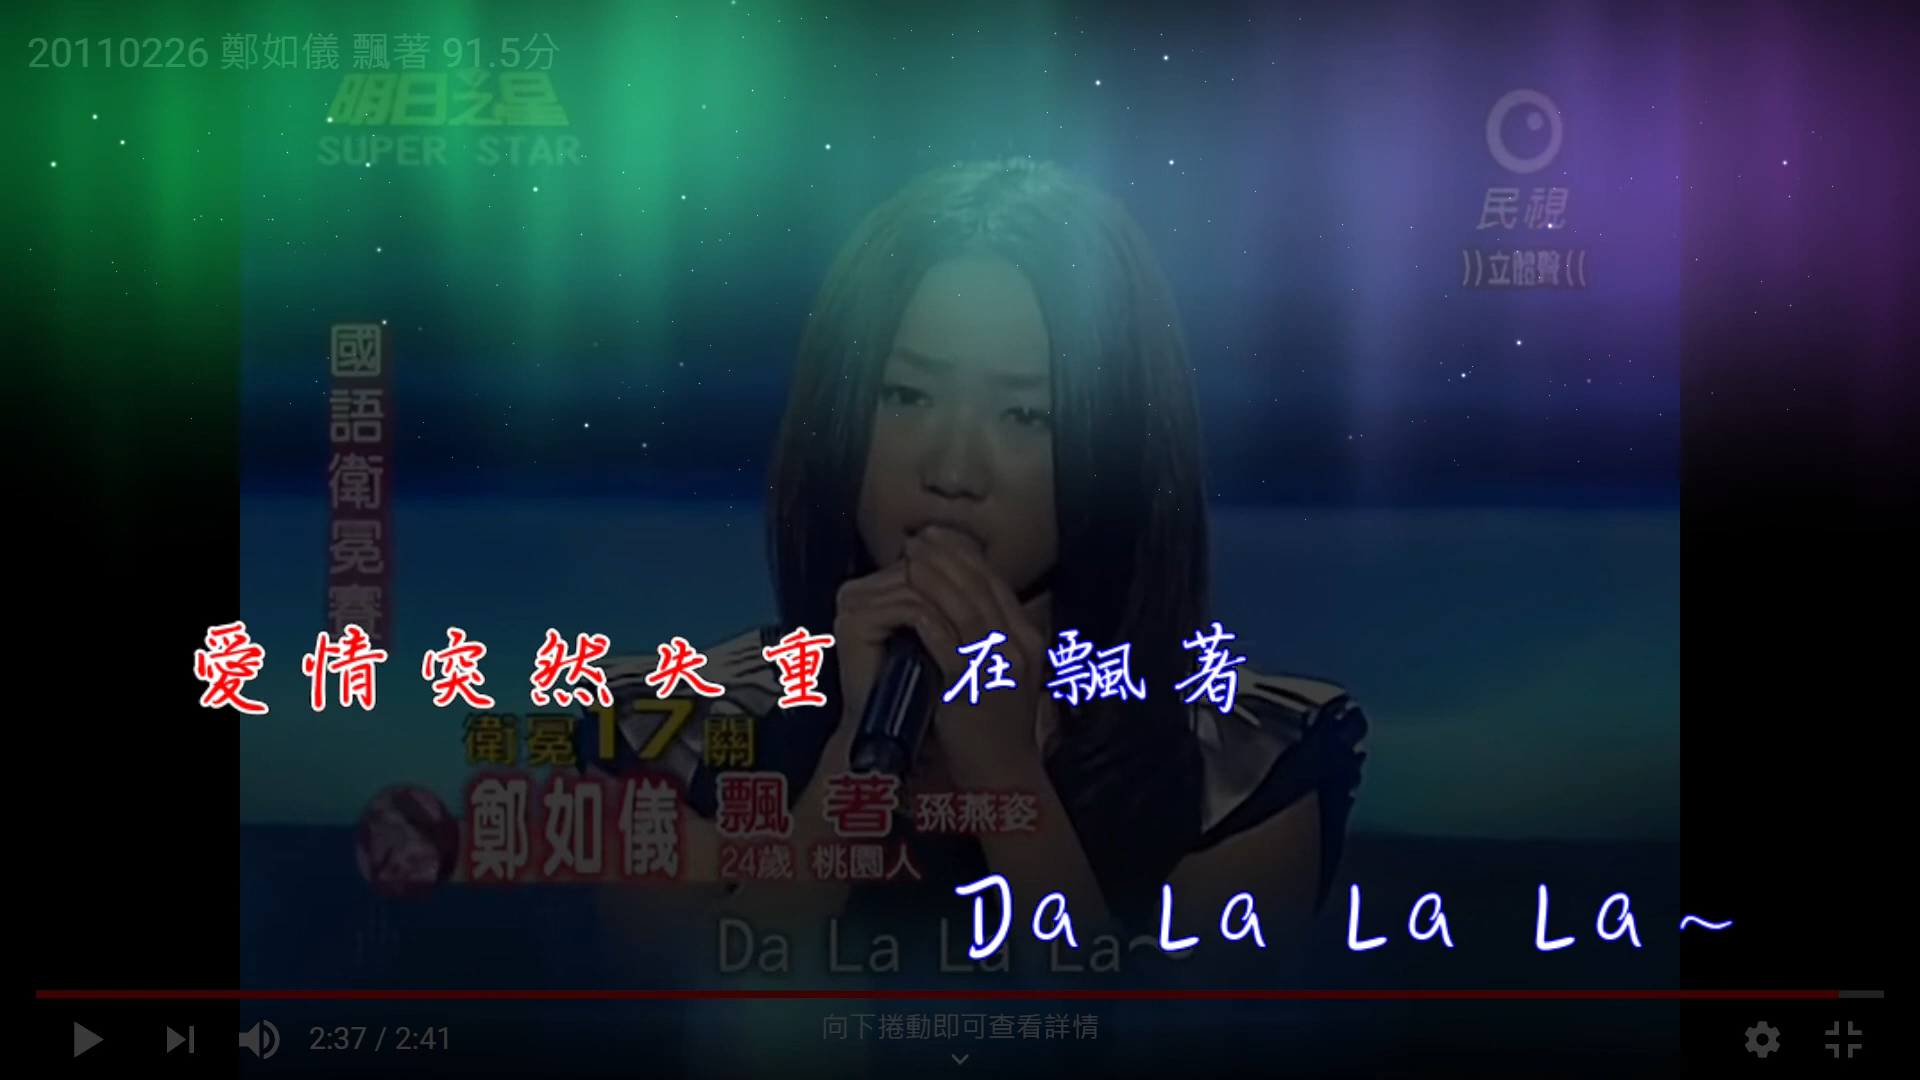 20110226 鄭如儀 飄著 91.5分
明日之星
SUPER STAR
民視
))立體聲((
國語衛冕賽
愛情突然失重 在飄著
衛冕17關
鄭如儀 飄著 孫燕姿
24歲 桃園人
Da La La La~
Da La La La~
2:37 / 2:41
向下捲動即可查看詳情